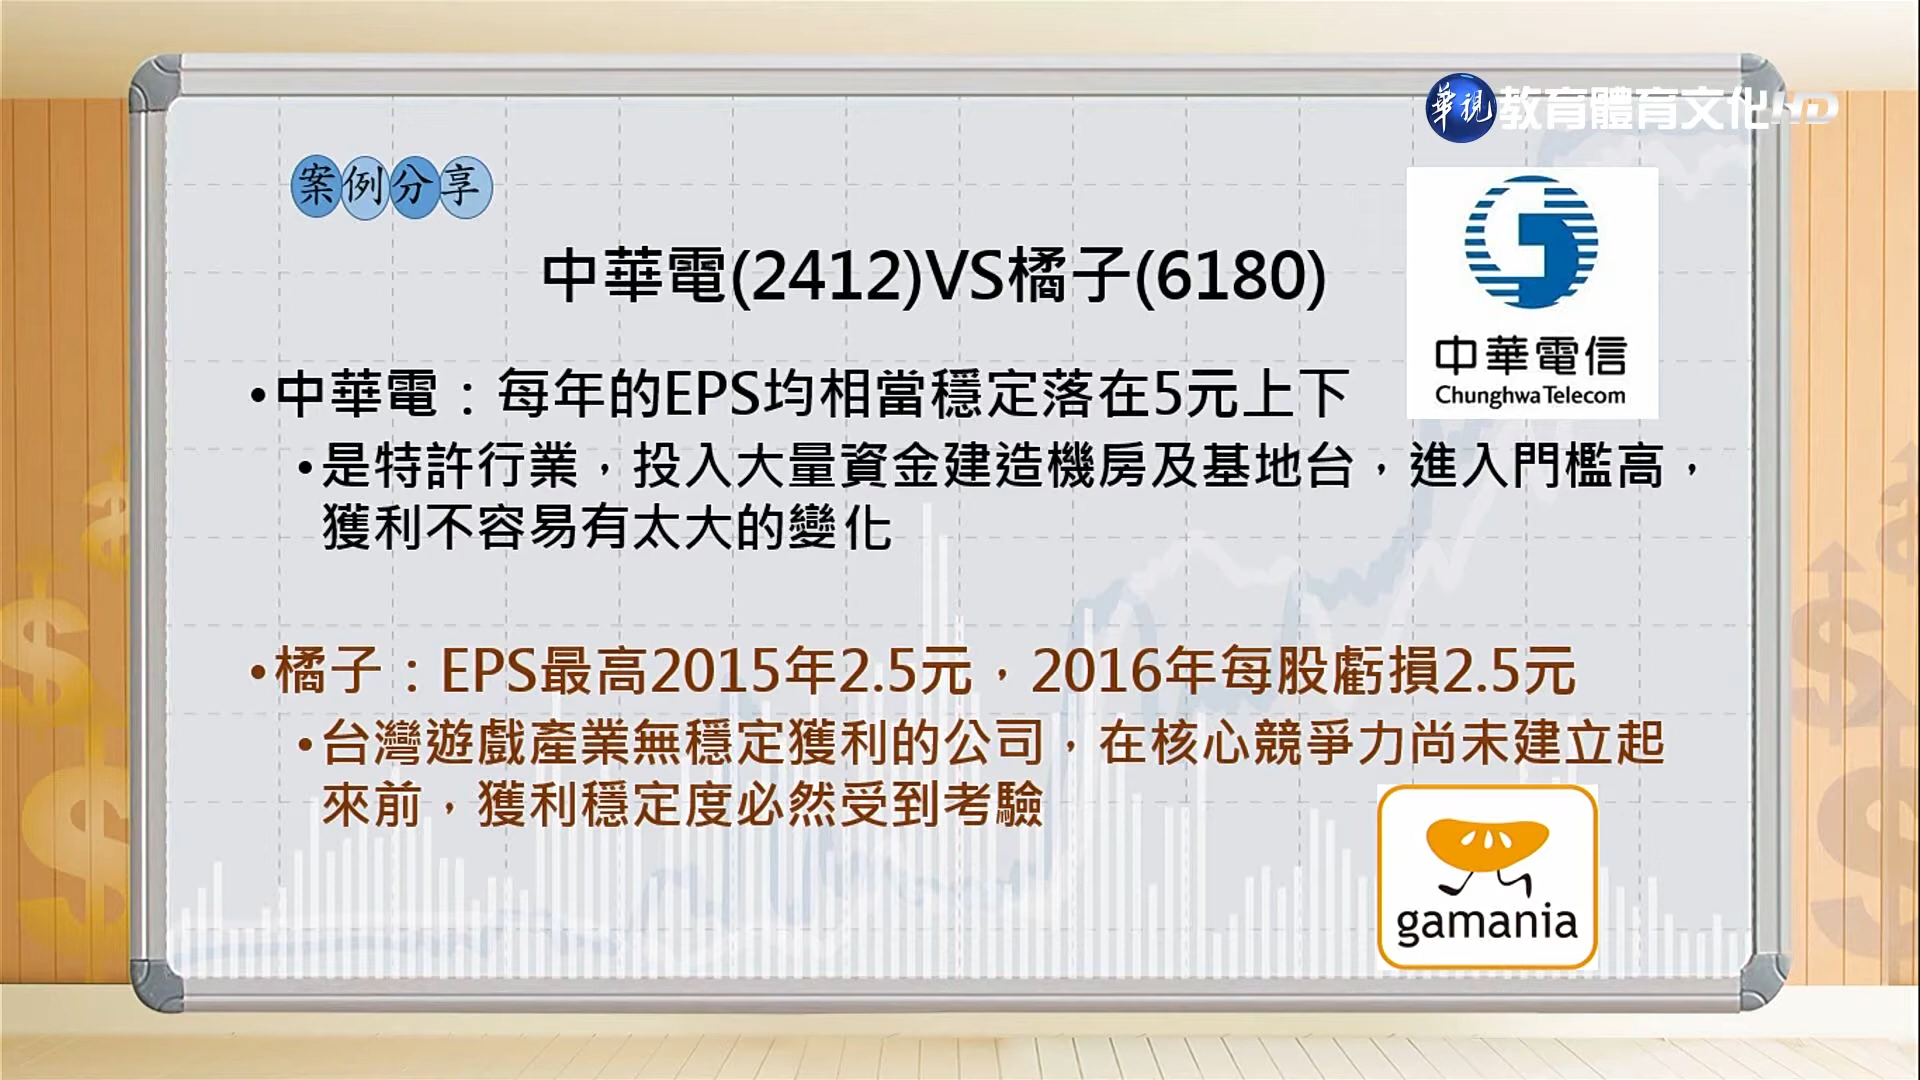 華視 教育體育文化HD
案例分享
中華電(2412)VS橘子(6180)
中華電信
Chunghwa Telecom
•中華電：每年的EPS均相當穩定落在5元上下
•是特許行業，投入大量資金建造機房及基地台，進入門檻高，
獲利不容易有太大的變化
•橘子：EPS最高2015年2.5元，2016年每股虧損2.5元
•台灣遊戲產業無穩定獲利的公司，在核心競爭力尚未建立起
來前，獲利穩定度必然受到考驗
gamania